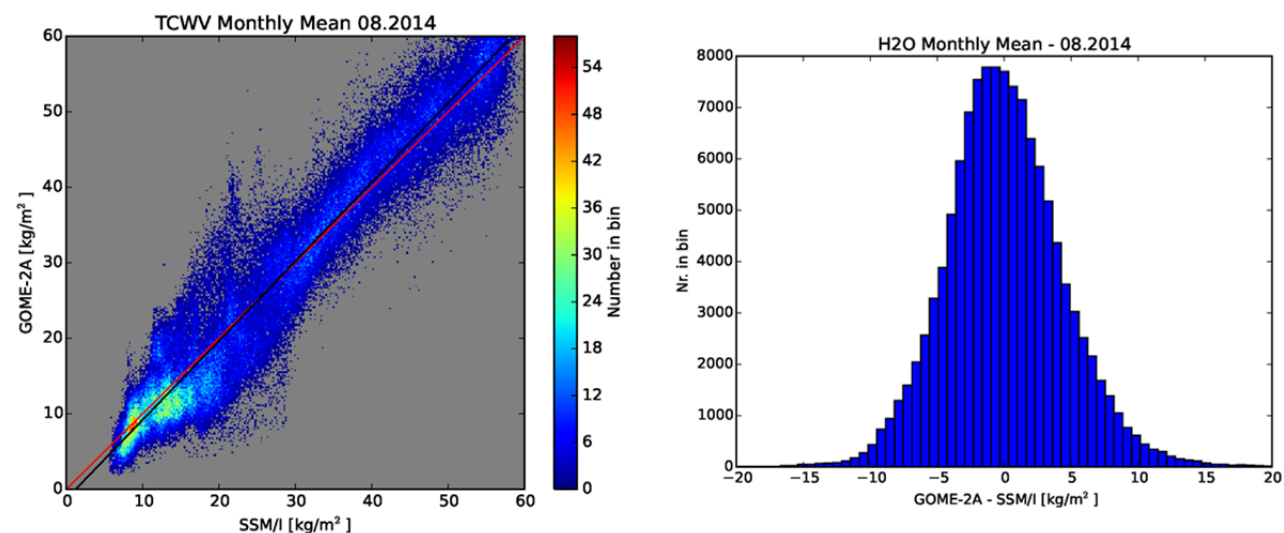 TCWV Monthly Mean 08.2014
60
50
40
30
20
10
0
GOME-2A [kg/m² ]
0 10 20 30 40 50 60
SSM/I [kg/m² ]
54
48
42
36
30
24
18
12
6
0
Number in bin
H2O Monthly Mean - 08.2014
8000
7000
6000
5000
4000
3000
2000
1000
0
Nr. in bin
−20 −15 −10 −5 0 5 10 15 20
GOME-2A - SSM/I [kg/m² ]